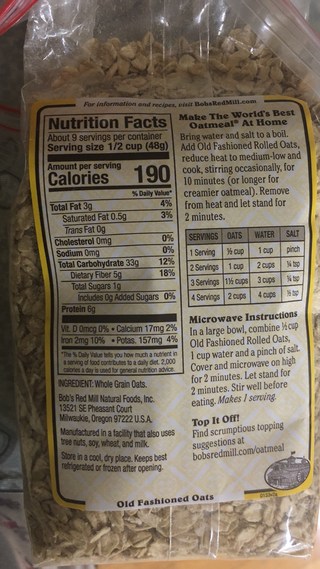 For information and recipes, visit BobsRedMill.com
Nutrition Facts
About 9 servings per container
Serving size 1/2 cup (48g)
Amount per serving
Calories 190
% Daily Value*
Total Fat 3g 4%
Saturated Fat 0.5g 3%
Trans Fat 0g
Cholesterol 0mg 0%
Sodium 0mg 0%
Total Carbohydrate 33g 12%
Dietary Fiber 5g 18%
Total Sugars 1g
Includes 0g Added Sugars 0%
Protein 6g
Vit. D 0mcg 0% • Calcium 17mg 2%
Iron 2mg 10% • Potas. 157mg 4%
*The % Daily Value tells you how much a nutrient in
a serving of food contributes to a daily diet. 2,000
calories a day is used for general nutrition advice.
INGREDIENT: Whole Grain Oats.
Bob's Red Mill Natural Foods, Inc.
13521 SE Pheasant Court
Milwaukie, Oregon 97222 U.S.A.
Manufactured in a facility that also uses
tree nuts, soy, wheat, and milk.
Store in a cool, dry place. Keeps best
refrigerated or frozen after opening.
Make The World's Best
Oatmeal® At Home
Bring water and salt to a boil.
Add Old Fashioned Rolled Oats,
reduce heat to medium-low and
cook, stirring occasionally, for
10 minutes (or longer for
creamier oatmeal). Remove
from heat and let stand for
2 minutes.
SERVINGS OATS WATER SALT
1 Serving ½ cup 1 cup pinch
2 Servings 1 cup 2 cups ¼ tsp
3 Servings 1½ cups 3 cups ¼ tsp
4 Servings 2 cups 4 cups ½ tsp
Microwave Instructions
In a large bowl, combine ½ cup
Old Fashioned Rolled Oats,
1 cup water and a pinch of salt.
Cover and microwave on high
for 2 minutes. Let stand for
2 minutes. Stir well before
eating. Makes 1 serving.
Top It Off!
Find scrumptious topping
suggestions at
bobsredmill.com/oatmeal
Old Fashioned Oats